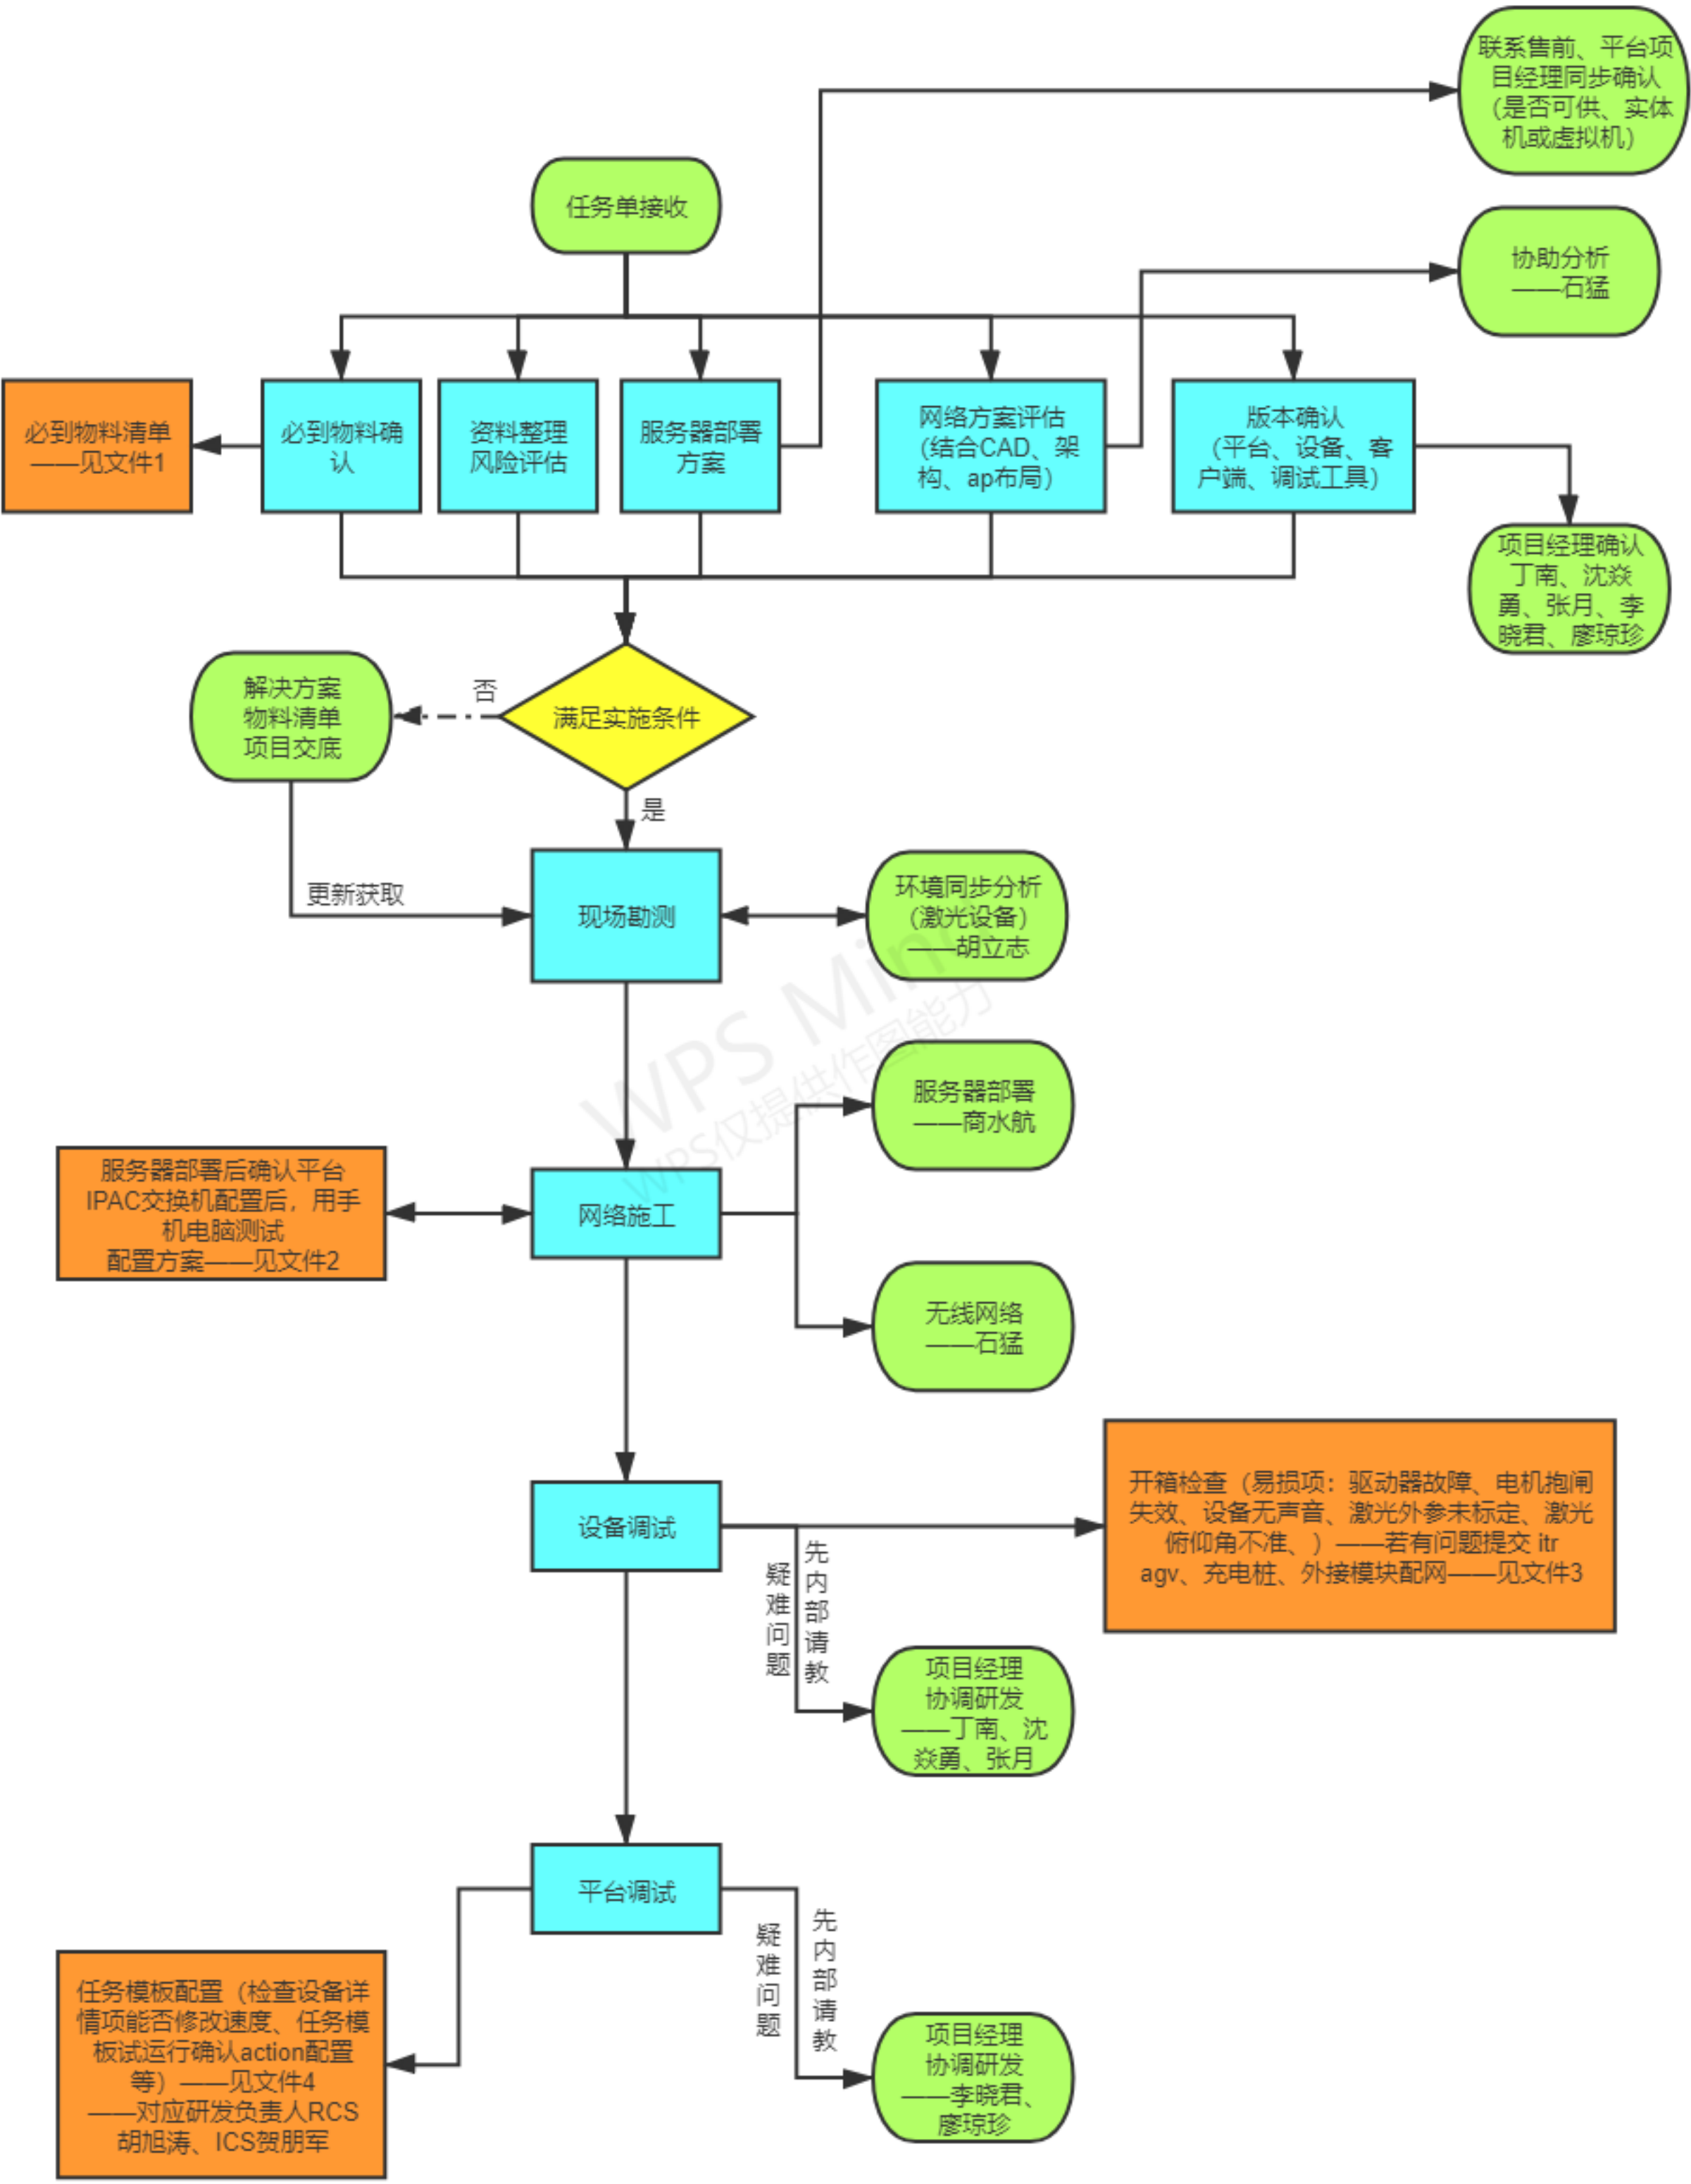 联系售前、平台项
目经理同步确认
（是否可供、实体
机或虚拟机）
任务单接收
协助分析
——石猛
必到物料清单
——见文件1
必到物料确
认
资料整理
风险评估
服务器部署
方案
网络方案评估
（结合CAD、架
构、ap布局）
版本确认
（平台、设备、客
户端、调试工具）
项目经理确认
丁南、沈焱
勇、张月、李
晓君、廖琼珍
解决方案
物料清单
项目交底
否
满足实施条件
是
更新获取
现场勘测
环境同步分析
（激光设备）
——胡立志
WPS Mind
WPS仅提供作图能力
服务器部署
——商水航
服务器部署后确认平台
IPAC交换机配置后，用手
机电脑测试
配置方案——见文件2
网络施工
无线网络
——石猛
设备调试
开箱检查（易损项：驱动器故障、电机抱闸
失效、设备无声音、激光外参未标定、激光
俯仰角不准、）——若有问题提交 itr
agv、充电桩、外接模块配网——见文件3
疑难问题
先内部请教
项目经理
协调研发
——丁南、沈
焱勇、张月
平台调试
疑难问题
先内部请教
任务模板配置（检查设备详
情项能否修改速度、任务模
板试运行确认action配置
等）——见文件4
——对应研发负责人RCS
胡旭涛、ICS贺朋军
项目经理
协调研发
——李晓君、
廖琼珍